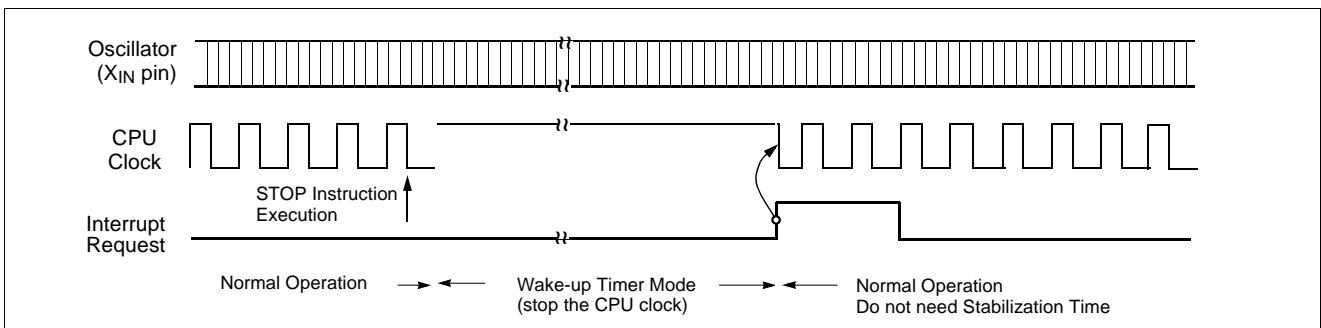 Oscillator
(XIN pin)
CPU
Clock
STOP Instruction
Execution
Interrupt
Request
Normal Operation
Wake-up Timer Mode
(stop the CPU clock)
Normal Operation
Do not need Stabilization Time